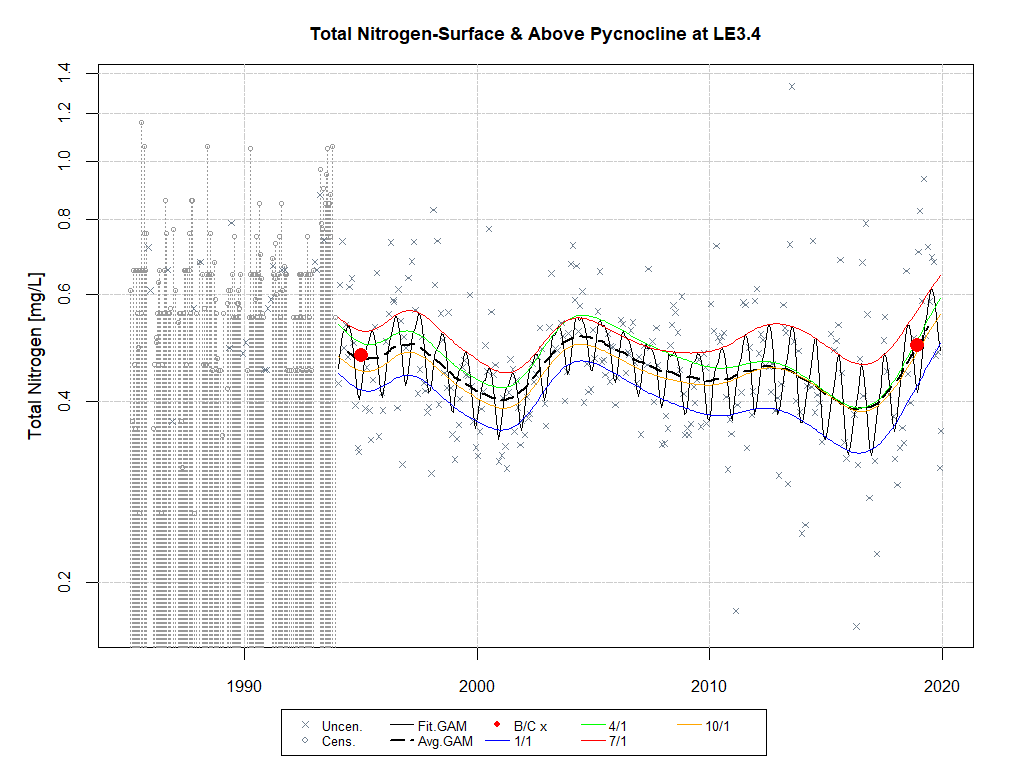 Total Nitrogen-Surface & Above Pycnocline at LE3.4
Total Nitrogen [mg/L]
1.4
1.2
1.0
0.8
0.6
0.4
0.2
1990 2000 2010 2020
Uncen. Fit.GAM B/C x 4/1 10/1
Cens. Avg.GAM 1/1 7/1